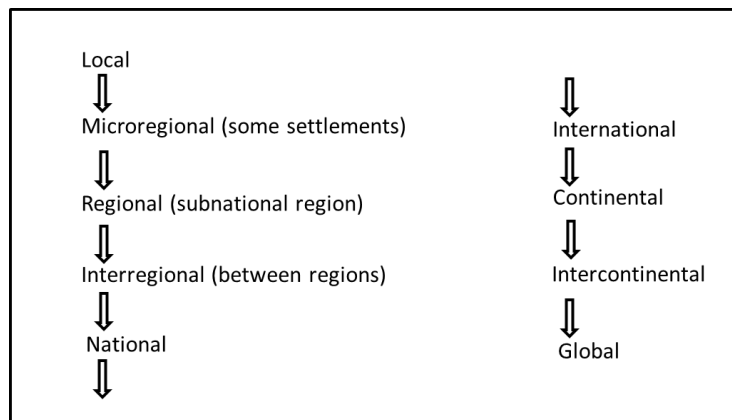 Local
Microregional (some settlements)
Regional (subnational region)
Interregional (between regions)
National
International
Continental
Intercontinental
Global